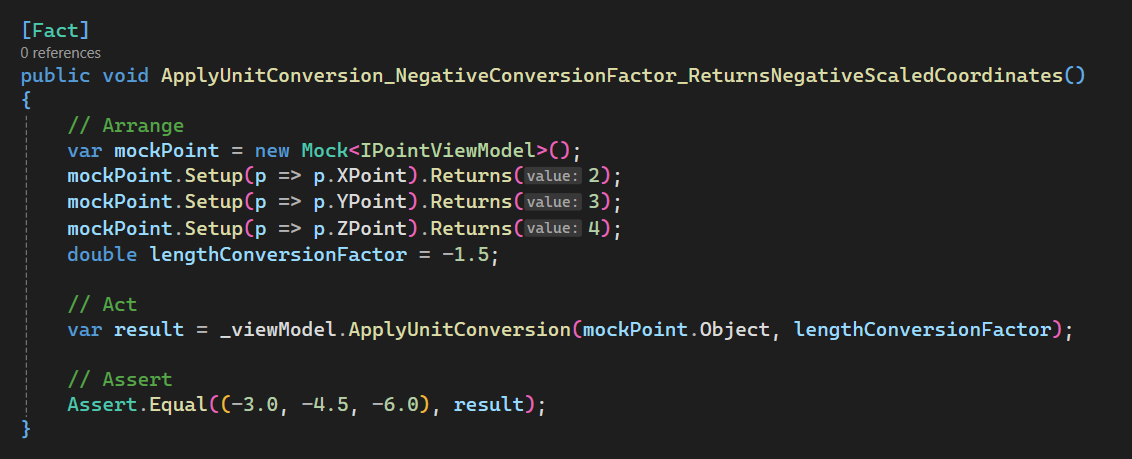 [Fact]
0 references
public void ApplyUnitConversion_NegativeConversionFactor_ReturnsNegativeScaledCoordinates()
{
    // Arrange
    var mockPoint = new Mock<IPointViewModel>();
    mockPoint.Setup(p => p.XPoint).Returns(value: 2);
    mockPoint.Setup(p => p.YPoint).Returns(value: 3);
    mockPoint.Setup(p => p.ZPoint).Returns(value: 4);
    double lengthConversionFactor = -1.5;

    // Act
    var result = _viewModel.ApplyUnitConversion(mockPoint.Object, lengthConversionFactor);

    // Assert
    Assert.Equal((-3.0, -4.5, -6.0), result);
}